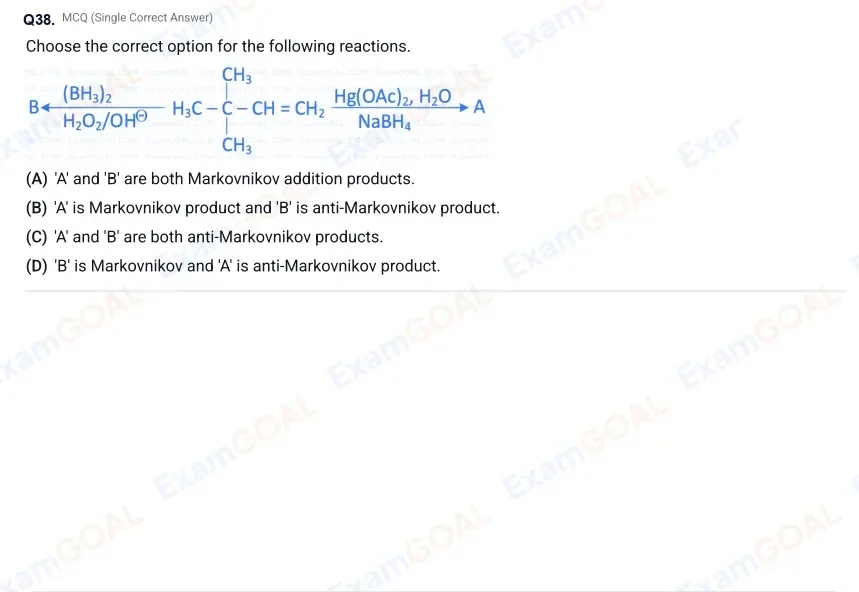 Q38. MCQ (Single Correct Answer)
Choose the correct option for the following reactions.
CH₃
B (BH₃)₂ H₂O₂/OH⊖ H₃C – C – CH = CH₂ Hg(OAc)₂, H₂O NaBH₄ A
CH₃
(A) 'A' and 'B' are both Markovnikov addition products.
(B) 'A' is Markovnikov product and 'B' is anti-Markovnikov product.
(C) 'A' and 'B' are both anti-Markovnikov products.
(D) 'B' is Markovnikov and 'A' is anti-Markovnikov product.
ExamGOAL